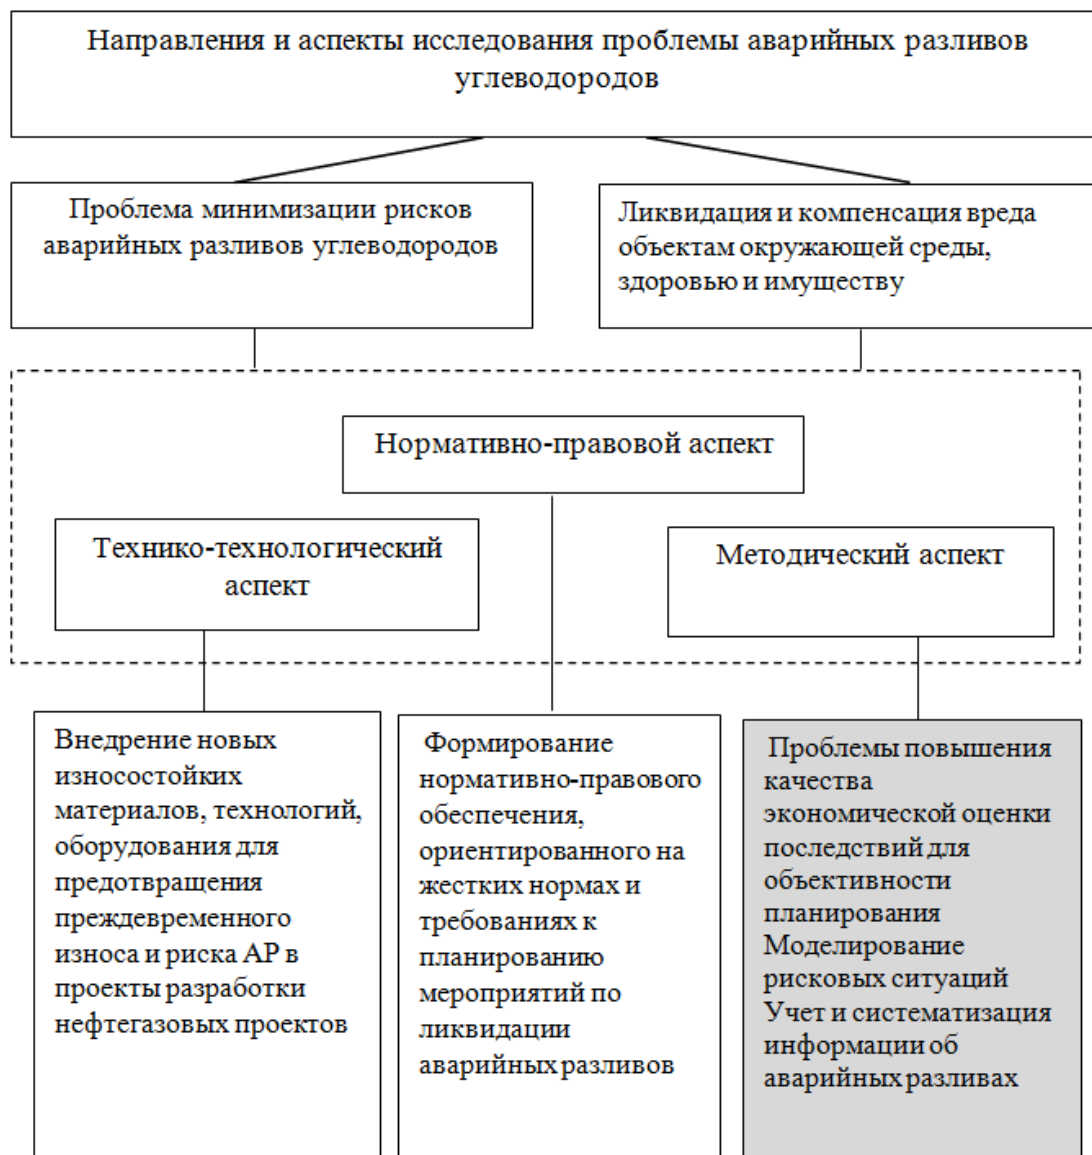 Направления и аспекты исследования проблемы аварийных разливов
углеводородов
Проблема минимизации рисков
аварийных разливов углеводородов
Ликвидация и компенсация вреда
объектам окружающей среды,
здоровью и имуществу
Нормативно-правовой аспект
Технико-технологический
аспект
Методический аспект
Внедрение новых
износостойких
материалов, технологий,
оборудования для
предотвращения
преждевременного
износа и риска АР в
проекты разработки
нефтегазовых проектов
Формирование
нормативно-правового
обеспечения,
ориентированного на
жестких нормах и
требованиях к
планированию
мероприятий по
ликвидации
аварийных разливов
Проблемы повышения
качества
экономической оценки
последствий для
объективности
планирования
Моделирование
рисковых ситуаций
Учет и систематизация
информации об
аварийных разливах